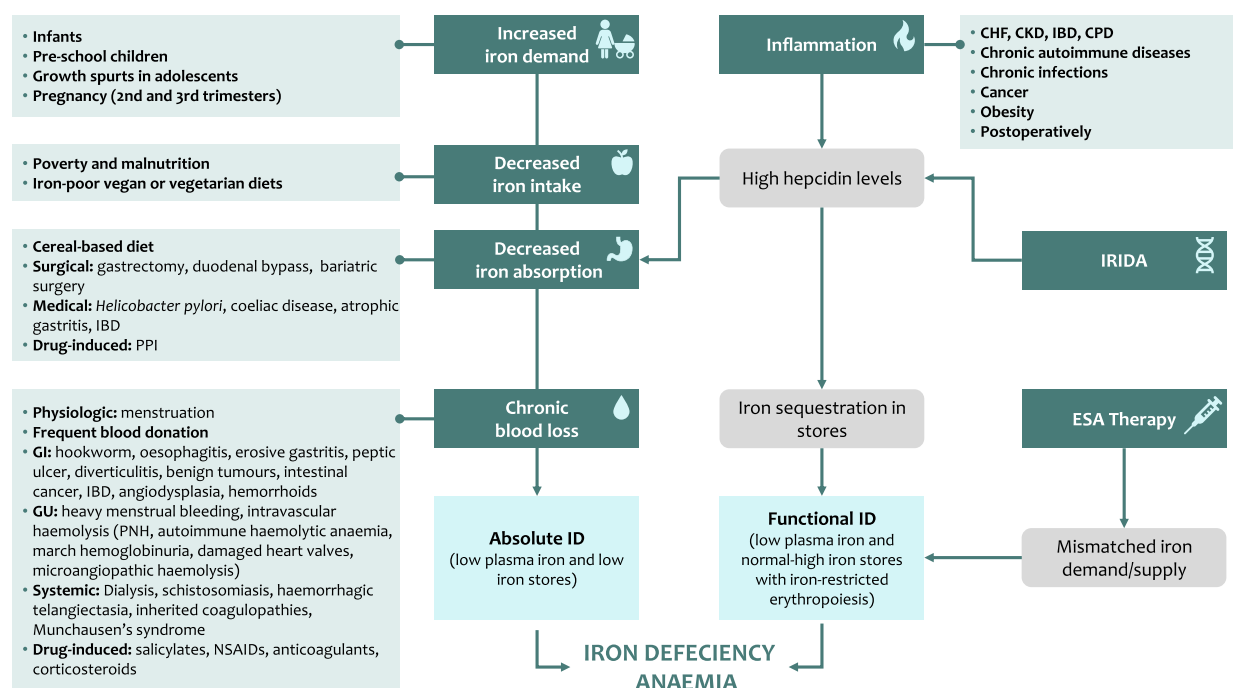 • Infants
• Pre-school children
• Growth spurts in adolescents
• Pregnancy (2nd and 3rd trimesters)
Increased
iron demand
Inflammation
• CHF, CKD, IBD, CPD
• Chronic autoimmune diseases
• Chronic infections
• Cancer
• Obesity
• Postoperatively
• Poverty and malnutrition
• Iron-poor vegan or vegetarian diets
Decreased
iron intake
High hepcidin levels
• Cereal-based diet
• Surgical: gastrectomy, duodenal bypass, bariatric
surgery
• Medical: Helicobacter pylori, coeliac disease, atrophic
gastritis, IBD
• Drug-induced: PPI
Decreased
iron absorption
IRIDA
• Physiologic: menstruation
• Frequent blood donation
• GI: hookworm, oesophagitis, erosive gastritis, peptic
ulcer, diverticulitis, benign tumours, intestinal
cancer, IBD, angiodysplasia, hemorrhoids
• GU: heavy menstrual bleeding, intravascular
haemolysis (PNH, autoimmune haemolytic anaemia,
march hemoglobinuria, damaged heart valves,
microangiopathic haemolysis)
• Systemic: Dialysis, schistosomiasis, haemorrhagic
telangiectasia, inherited coagulopathies,
Munchausen's syndrome
• Drug-induced: salicylates, NSAIDs, anticoagulants,
corticosteroids
Chronic
blood loss
Iron sequestration in
stores
ESA Therapy
Absolute ID
(low plasma iron and low
iron stores)
Functional ID
(low plasma iron and
normal-high iron stores
with iron-restricted
erythropoiesis)
Mismatched iron
demand/supply
IRON DEFECIENCY
ANAEMIA